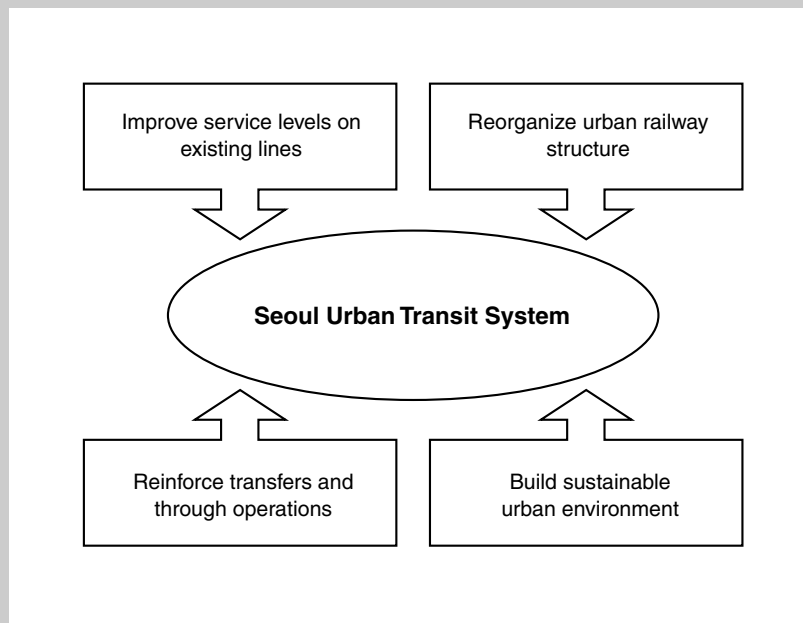 Improve service levels on
existing lines
Reorganize urban railway
structure
Seoul Urban Transit System
Reinforce transfers and
through operations
Build sustainable
urban environment